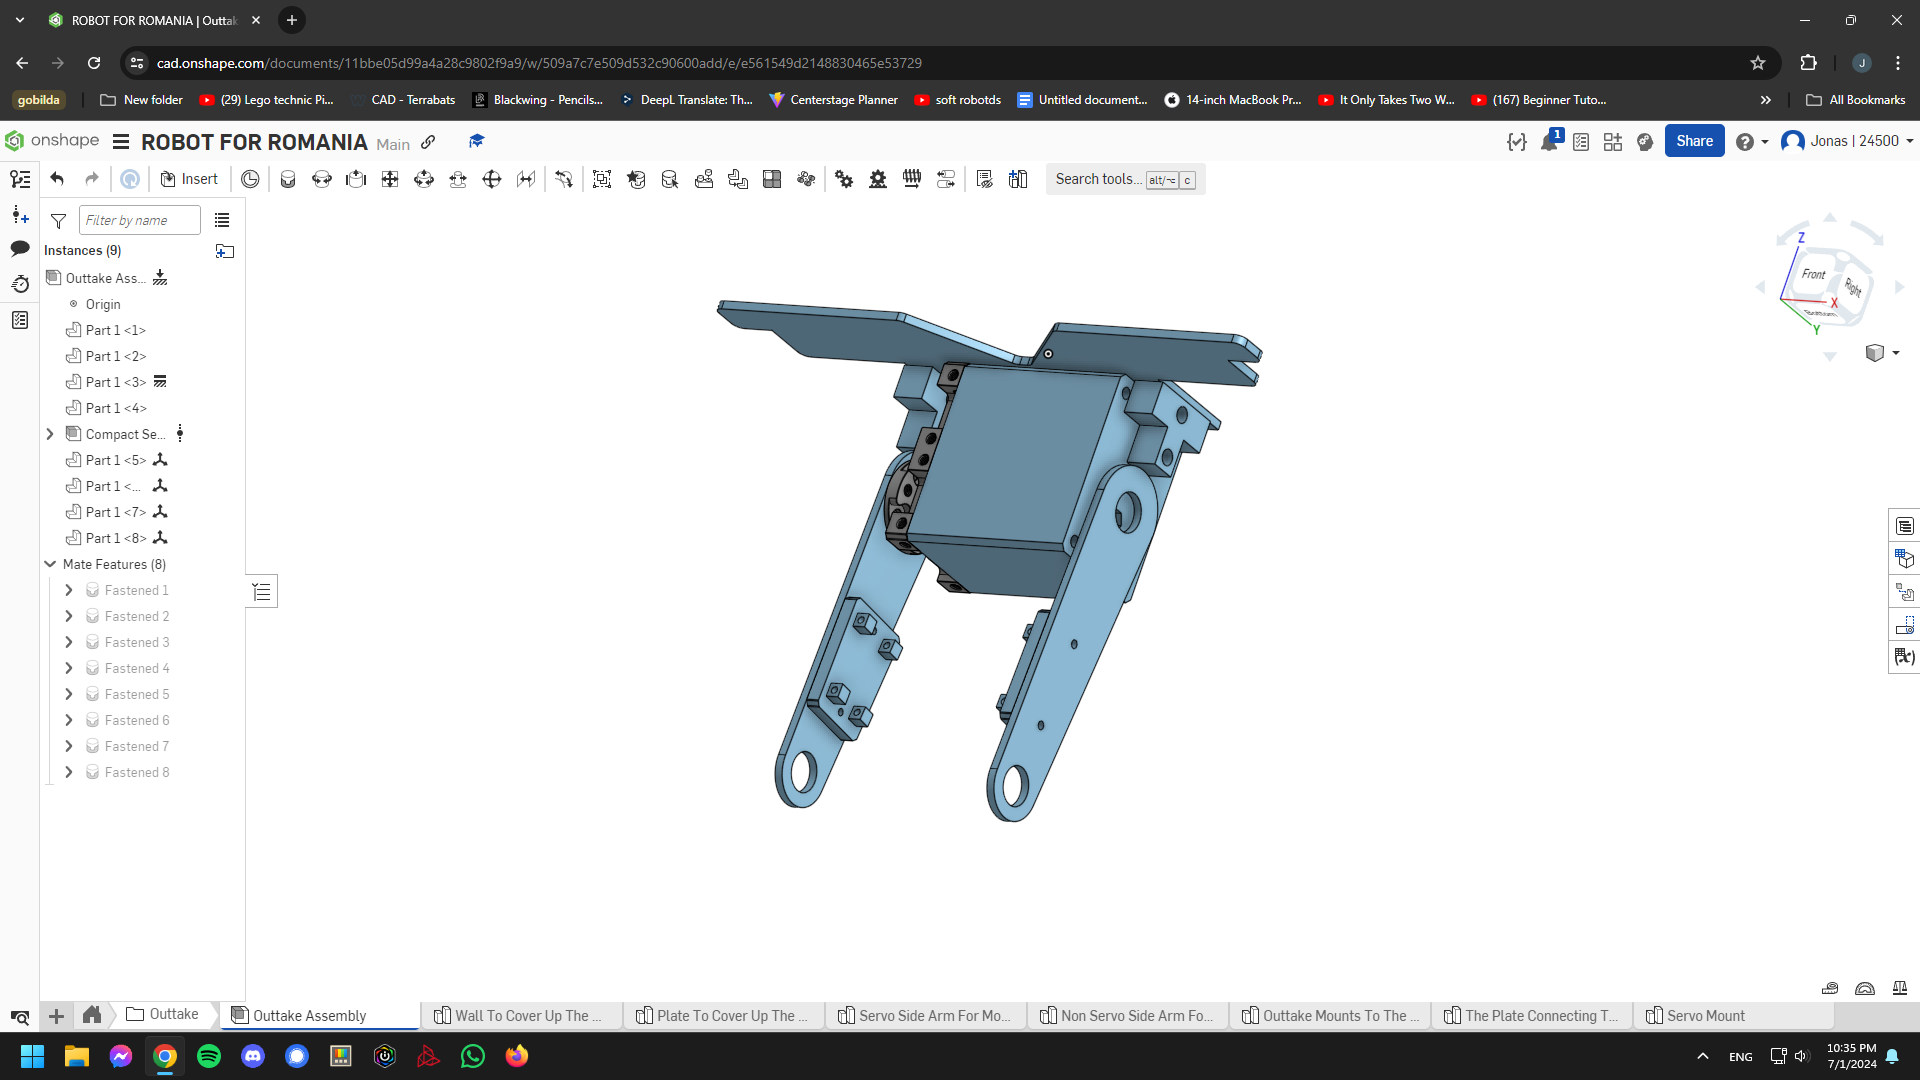 ROBOT FOR ROMANIA | Outtak
cad.onshape.com/documents/11bbe05d99a4a28c9802f9a9/w/509a7c7e509d532c90600add/e/e561549d2148830465e53729
J
gobilda
New folder
(29) Lego technic Pi...
CAD - Terrabats
Blackwing - Pencils...
DeepL Translate: Th...
Centerstage Planner
soft robotds
Untitled document...
14-inch MacBook Pr...
It Only Takes Two W...
(167) Beginner Tuto...
All Bookmarks
onshape
ROBOT FOR ROMANIA Main
1
Share
Jonas | 24500
Insert
Search tools... alt/⌥ c
Filter by name
Instances (9)
Outtake Ass...
Origin
Part 1 <1>
Part 1 <2>
Part 1 <3>
Part 1 <4>
Compact Se...
Part 1 <5>
Part 1 <...
Part 1 <7>
Part 1 <8>
Mate Features (8)
Fastened 1
Fastened 2
Fastened 3
Fastened 4
Fastened 5
Fastened 6
Fastened 7
Fastened 8
Z
Front
Right
X
Y
Outtake
Outtake Assembly
Wall To Cover Up The ...
Plate To Cover Up The ...
Servo Side Arm For Mo...
Non Servo Side Arm Fo...
Outtake Mounts To The ...
The Plate Connecting T...
Servo Mount
ENG
10:35 PM
7/1/2024